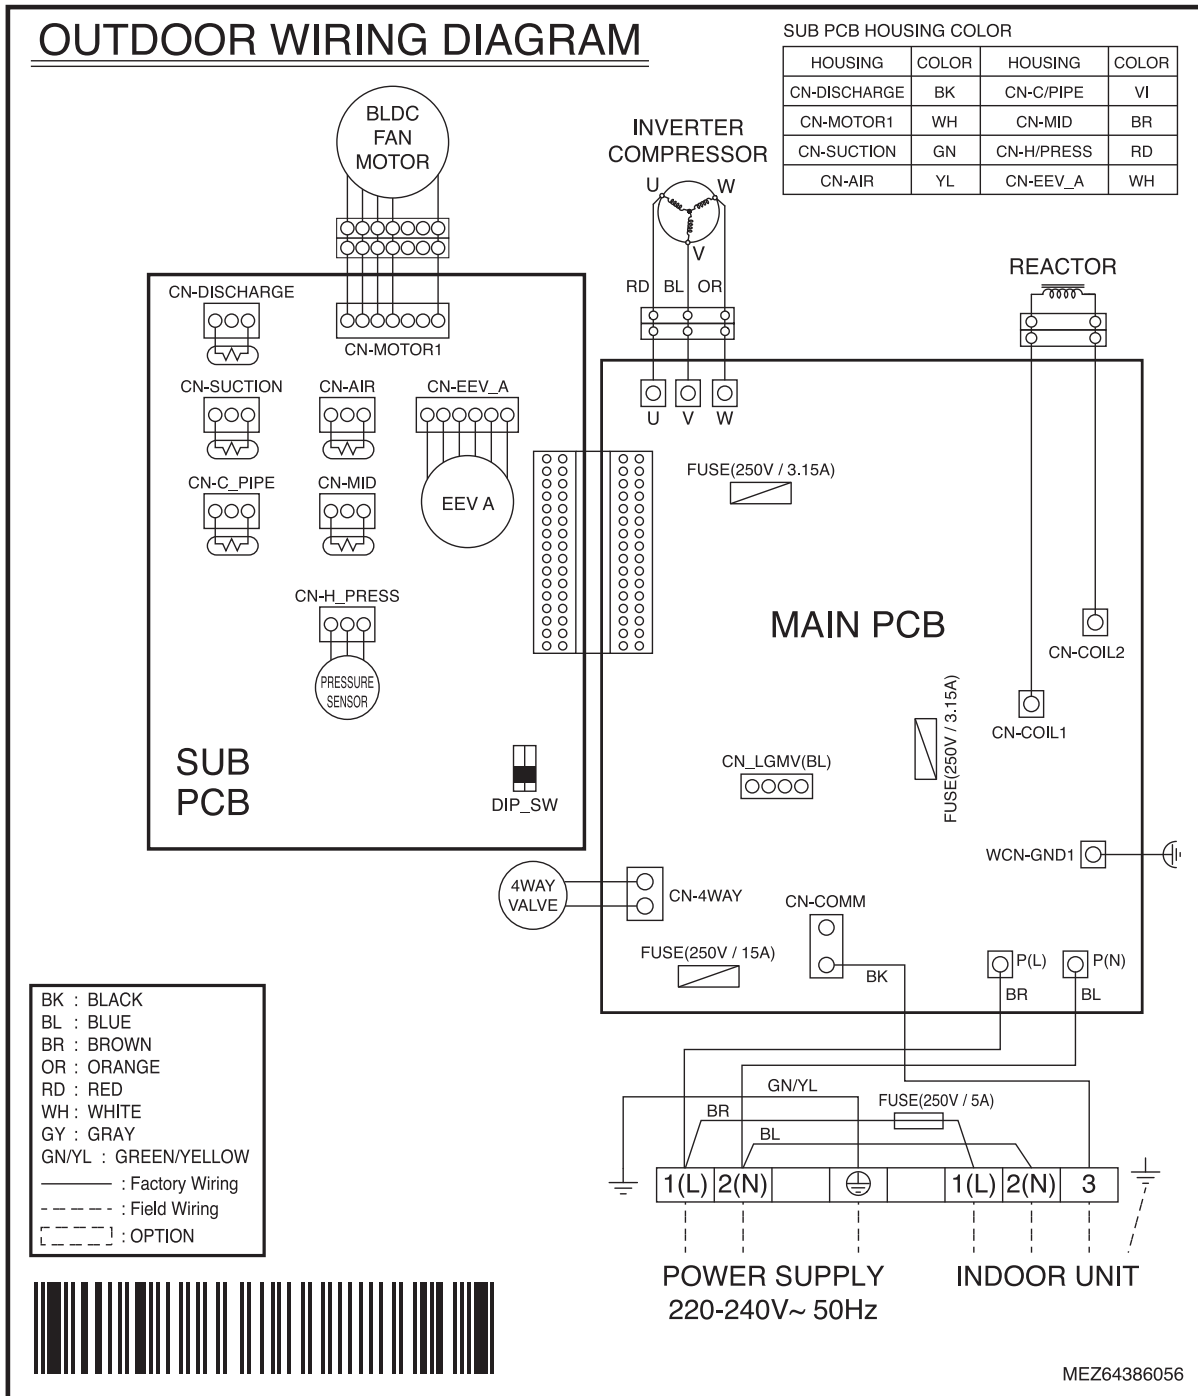 OUTDOOR WIRING DIAGRAM
SUB PCB HOUSING COLOR
HOUSING COLOR HOUSING COLOR
CN-DISCHARGE BK CN-C/PIPE VI
CN-MOTOR1 WH CN-MID BR
CN-SUCTION GN CN-H/PRESS RD
CN-AIR YL CN-EEV_A WH
BLDC
FAN
MOTOR
INVERTER
COMPRESSOR
U W
V
RD BL OR
REACTOR
CN-DISCHARGE
CN-MOTOR1
CN-SUCTION CN-AIR CN-EEV_A
U V W
CN-C_PIPE CN-MID
EEV A
FUSE(250V / 3.15A)
CN-H_PRESS
PRESSURE
SENSOR
MAIN PCB
CN-COIL2
CN-COIL1
FUSE(250V / 3.15A)
SUB
PCB
DIP_SW
CN_LGMV(BL)
WCN-GND1
4WAY
VALVE
CN-4WAY
CN-COMM
FUSE(250V / 15A)
BK
P(L) P(N)
BR BL
BK : BLACK
BL : BLUE
BR : BROWN
OR : ORANGE
RD : RED
WH : WHITE
GY : GRAY
GN/YL : GREEN/YELLOW
: Factory Wiring
: Field Wiring
: OPTION
GN/YL
FUSE(250V / 5A)
BR
BL
1(L) 2(N) 1(L) 2(N) 3
POWER SUPPLY
220-240V~ 50Hz
INDOOR UNIT
MEZ64386056